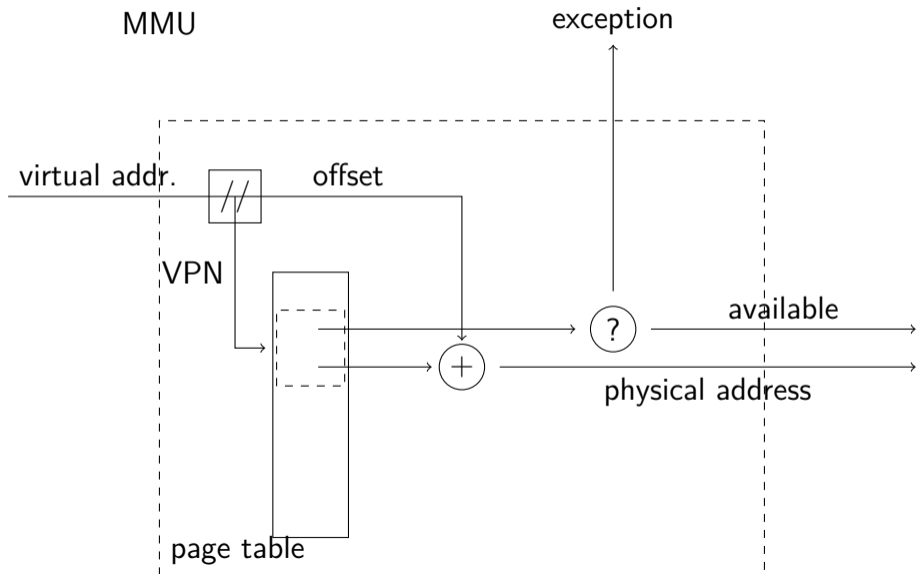 MMU
exception
virtual addr.
//
offset
VPN
?
available
+
physical address
page table